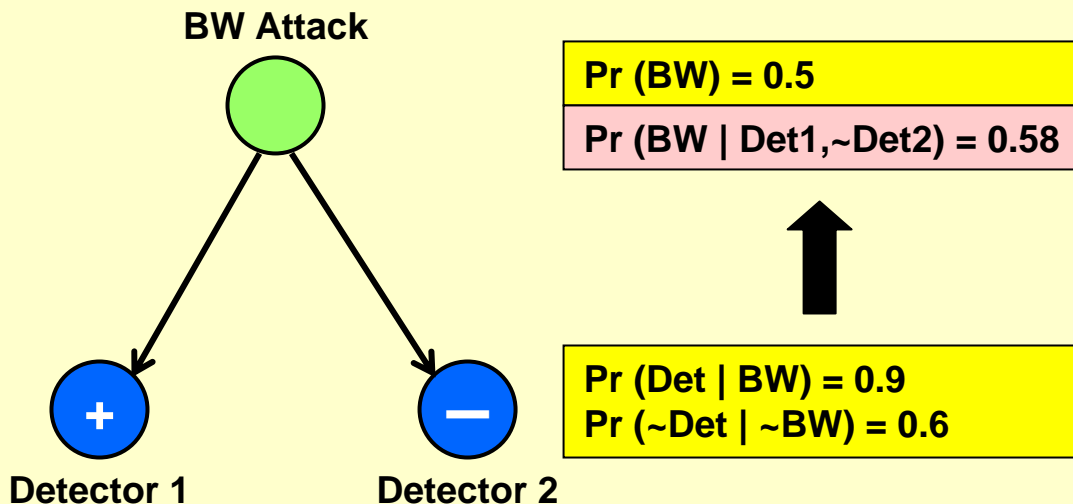 BW Attack
Pr (BW) = 0.5
Pr (BW | Det1,~Det2) = 0.58
Pr (Det | BW) = 0.9
Pr (~Det | ~BW) = 0.6
+
—
Detector 1
Detector 2